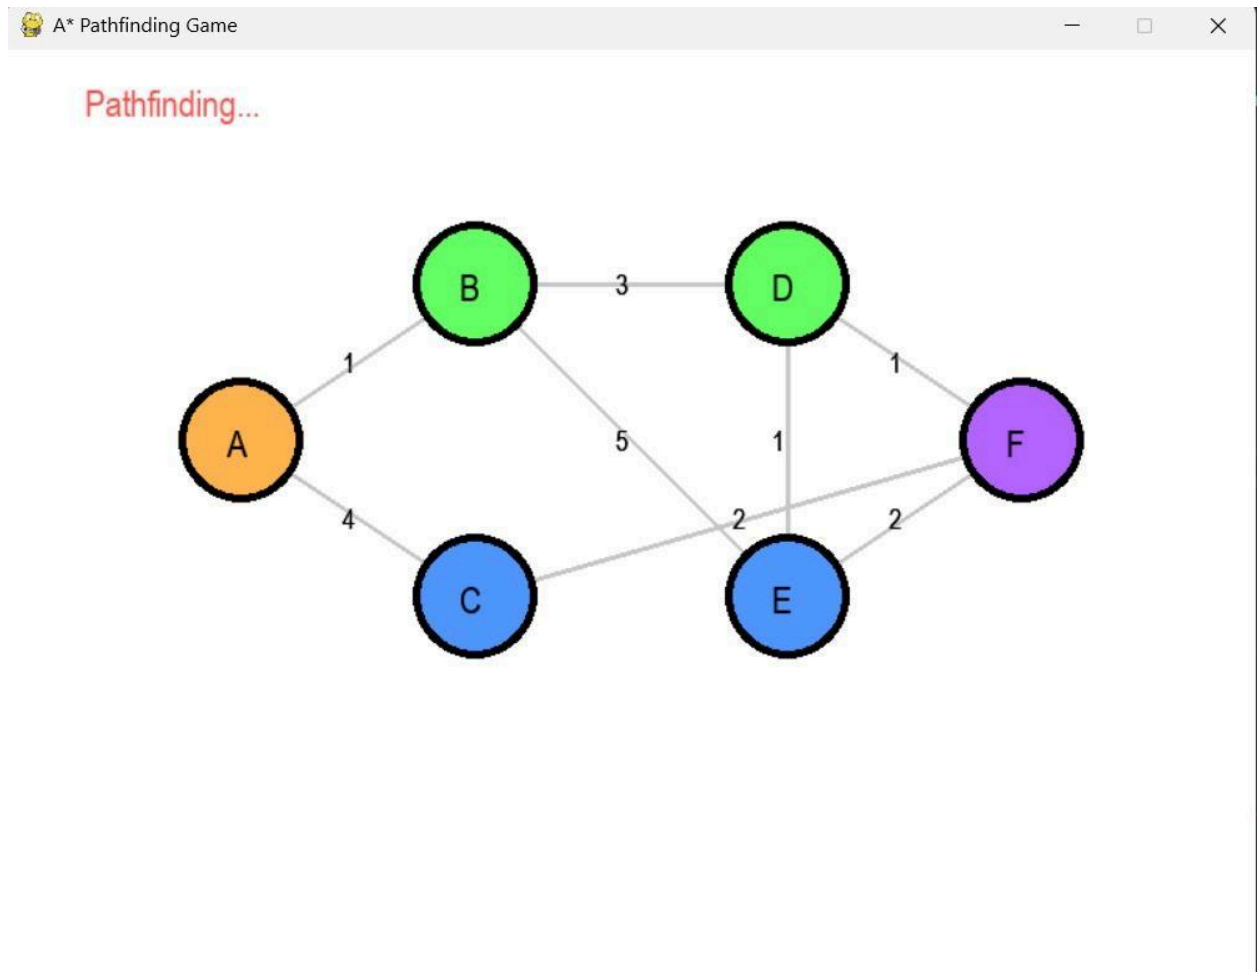 A* Pathfinding Game
Pathfinding...
B 3 D
1 1
A 5 1 F
4 2 2
C E